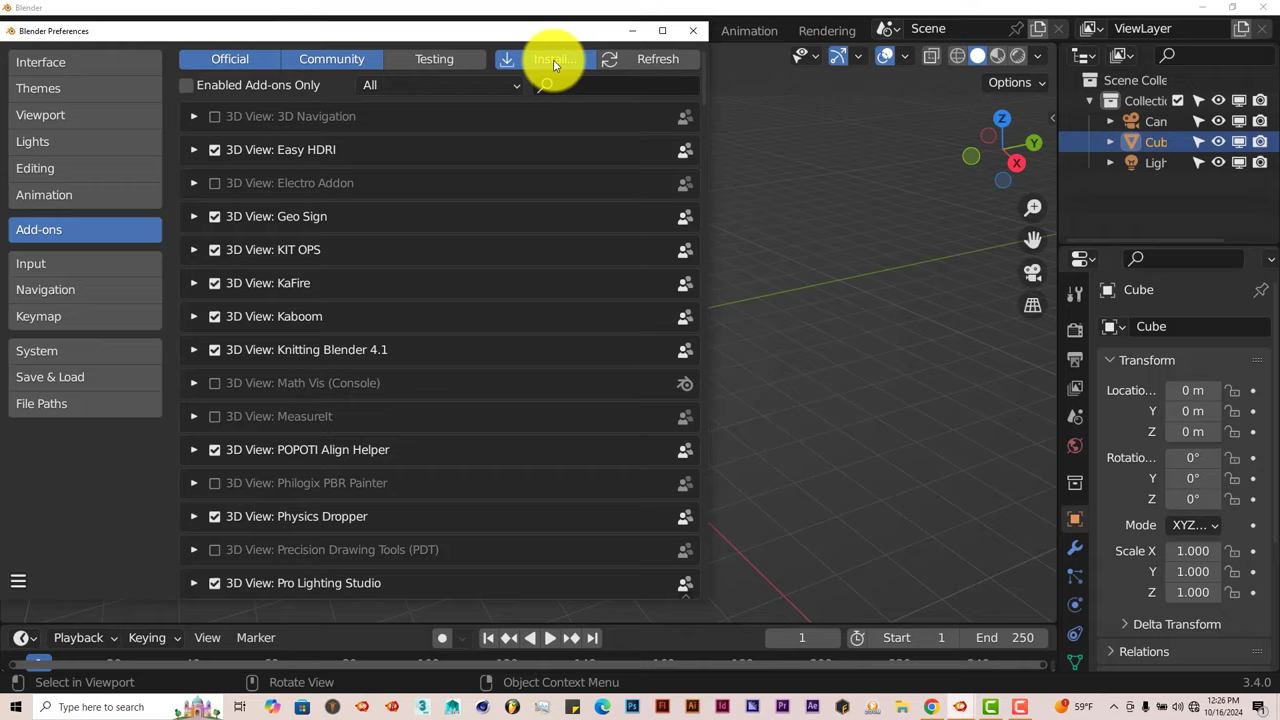 Blender
Blender Preferences
Animation
Rendering
Scene
ViewLayer
Interface
Themes
Viewport
Lights
Editing
Animation
Add-ons
Input
Navigation
Keymap
System
Save & Load
File Paths
Official
Community
Testing
Install...
Refresh
Enabled Add-ons Only
All
3D View: 3D Navigation
3D View: Easy HDRI
3D View: Electro Addon
3D View: Geo Sign
3D View: KIT OPS
3D View: KaFire
3D View: Kaboom
3D View: Knitting Blender 4.1
3D View: Math Vis (Console)
3D View: MeasureIt
3D View: POPOTI Align Helper
3D View: Philogix PBR Painter
3D View: Physics Dropper
3D View: Precision Drawing Tools (PDT)
3D View: Pro Lighting Studio
Options
Z
Y
X
Scene Colle
Collecti
Can
Cub
Ligh
Cube
Cube
Transform
Locatio... 0 m
Y 0 m
Z 0 m
Rotatio... 0°
Y 0°
Z 0°
Mode XYZ...
Scale X 1.000
Y 1.000
Z 1.000
Delta Transform
Relations
Playback
Keying
View
Marker
1
Start 1
End 250
Select in Viewport
Rotate View
Object Context Menu
3.4.0
Type here to search
59°F
12:26 PM
10/16/2024